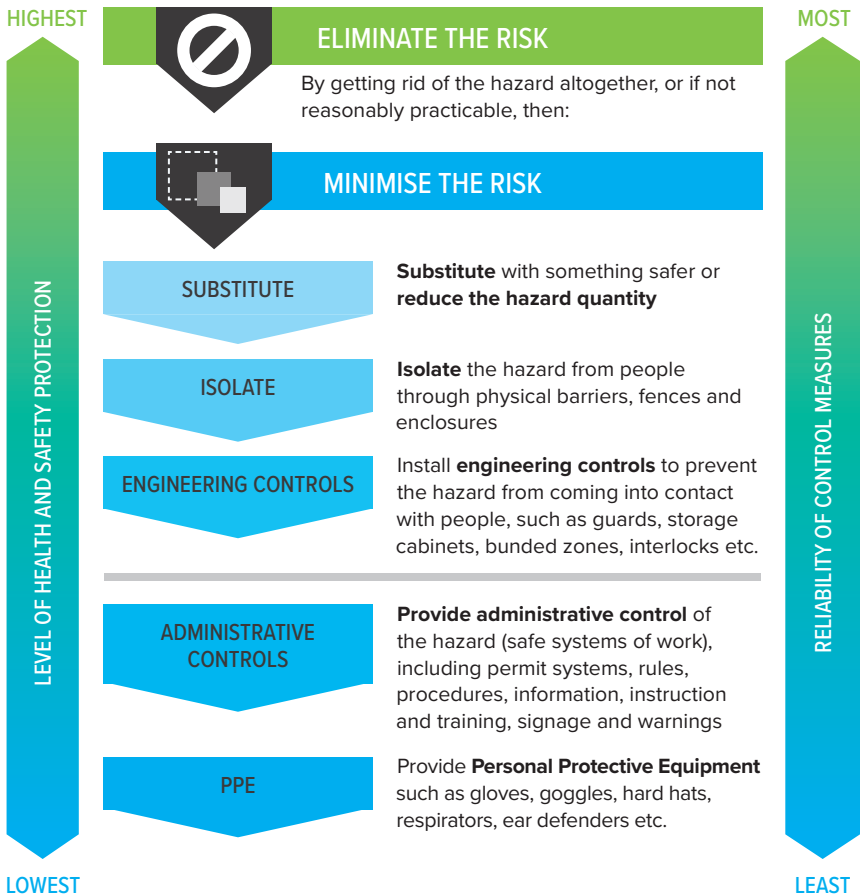 HIGHEST
MOST
ELIMINATE THE RISK
By getting rid of the hazard altogether, or if not
reasonably practicable, then:
MINIMISE THE RISK
SUBSTITUTE
Substitute with something safer or
reduce the hazard quantity
ISOLATE
Isolate the hazard from people
through physical barriers, fences and
enclosures
ENGINEERING CONTROLS
Install engineering controls to prevent
the hazard from coming into contact
with people, such as guards, storage
cabinets, bunded zones, interlocks etc.
ADMINISTRATIVE
CONTROLS
Provide administrative control of
the hazard (safe systems of work),
including permit systems, rules,
procedures, information, instruction
and training, signage and warnings
PPE
Provide Personal Protective Equipment
such as gloves, goggles, hard hats,
respirators, ear defenders etc.
LEVEL OF HEALTH AND SAFETY PROTECTION
RELIABILITY OF CONTROL MEASURES
LOWEST
LEAST